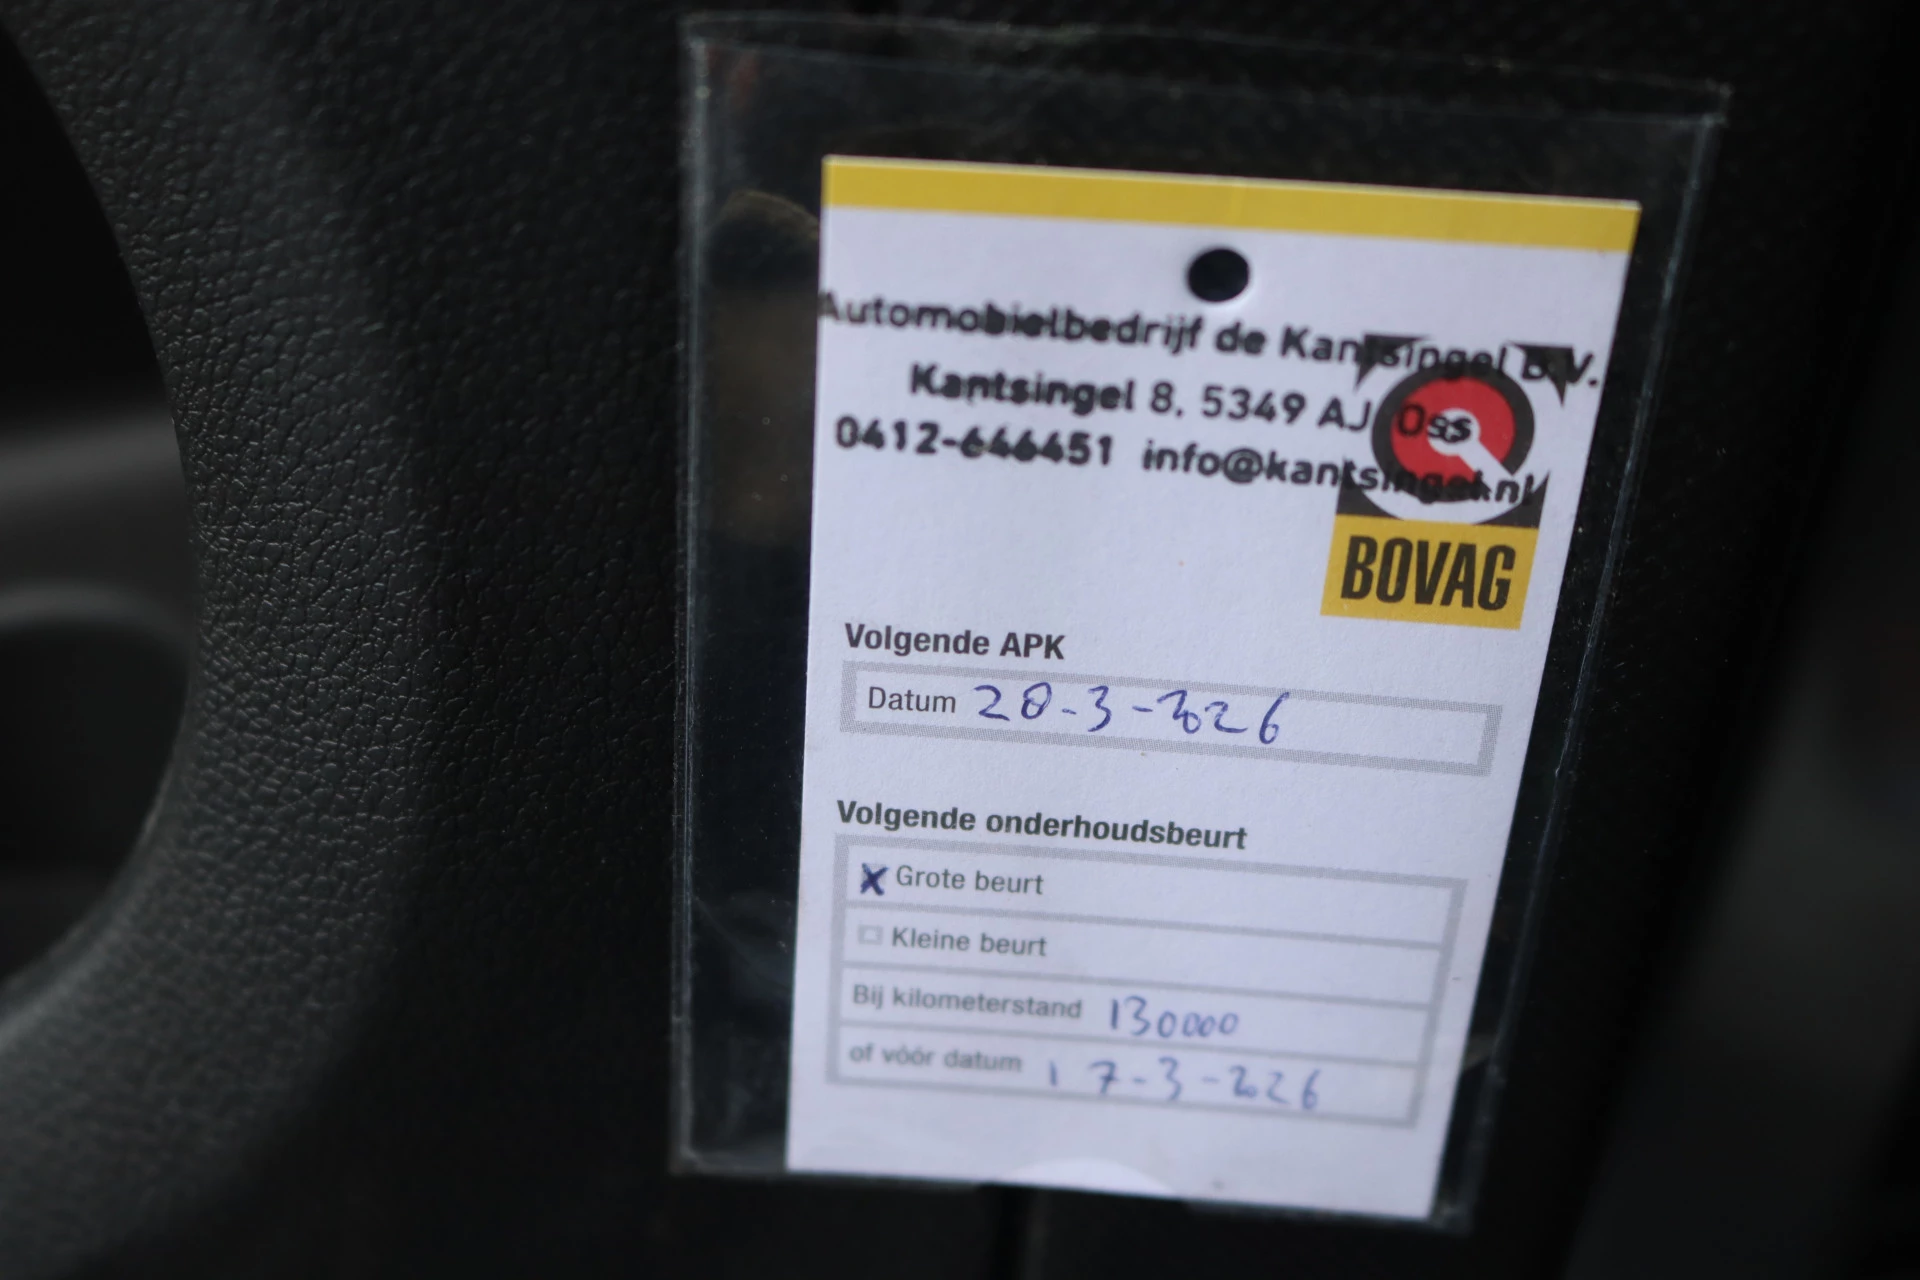 Automobielbedrijf de Kantsingel B.V.
Kantsingel 8, 5349 AJ Oss
0412-646451 info@kantsingel.nl
BOVAG
Volgende APK
Datum 28-3-2026
Volgende onderhoudsbeurt
X Grote beurt
Kleine beurt
Bij kilometerstand 130000
of vóór datum 17-3-2026